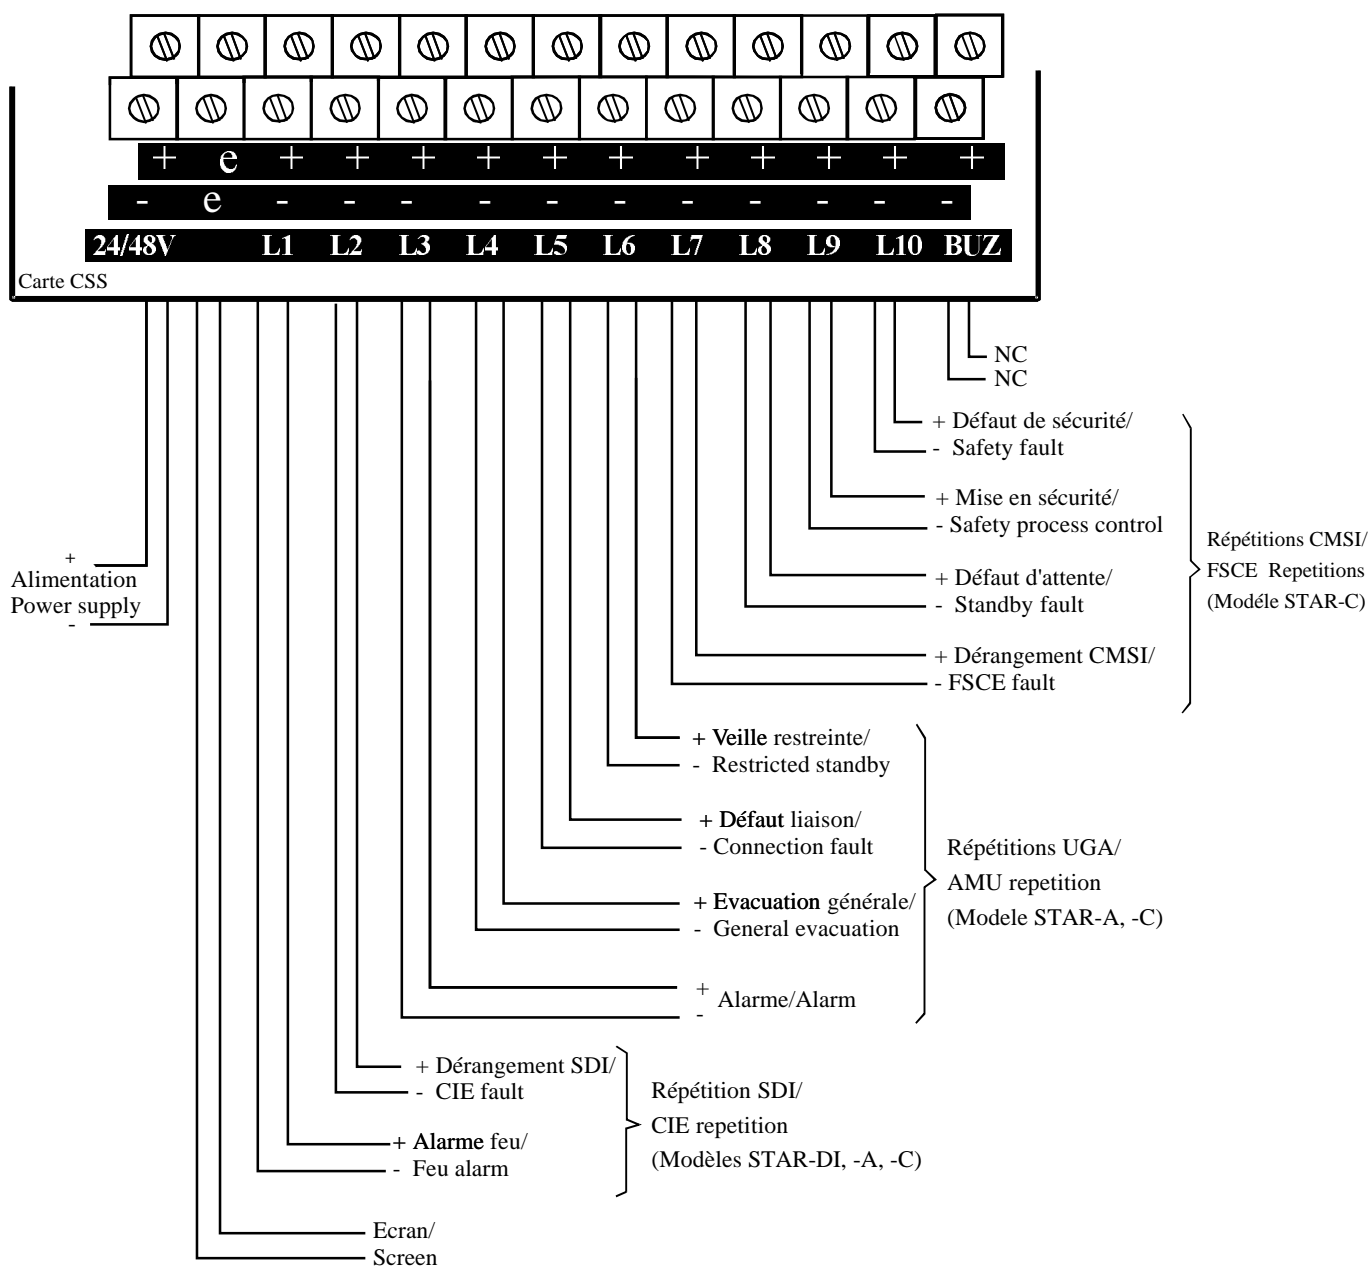 + e + + + + + + + + + + +
- e - - - - - - - - - - -
24/48V L1 L2 L3 L4 L5 L6 L7 L8 L9 L10 BUZ
Carte CSS
NC
NC
+ Défaut de sécurité/
- Safety fault
+ Mise en sécurité/
- Safety process control
+ Défaut d'attente/
- Standby fault
+ Dérangement CMSI/
- FSCE fault
Répétitions CMSI/
FSCE Repetitions
(Modéle STAR-C)
+
Alimentation
Power supply
-
+ Veille restreinte/
- Restricted standby
+ Défaut liaison/
- Connection fault
+ Evacuation générale/
- General evacuation
+
Alarme/Alarm
-
Répétitions UGA/
AMU repetition
(Modele STAR-A, -C)
+ Dérangement SDI/
- CIE fault
+ Alarme feu/
- Feu alarm
Répétition SDI/
CIE repetition
(Modèles STAR-DI, -A, -C)
Ecran/
Screen